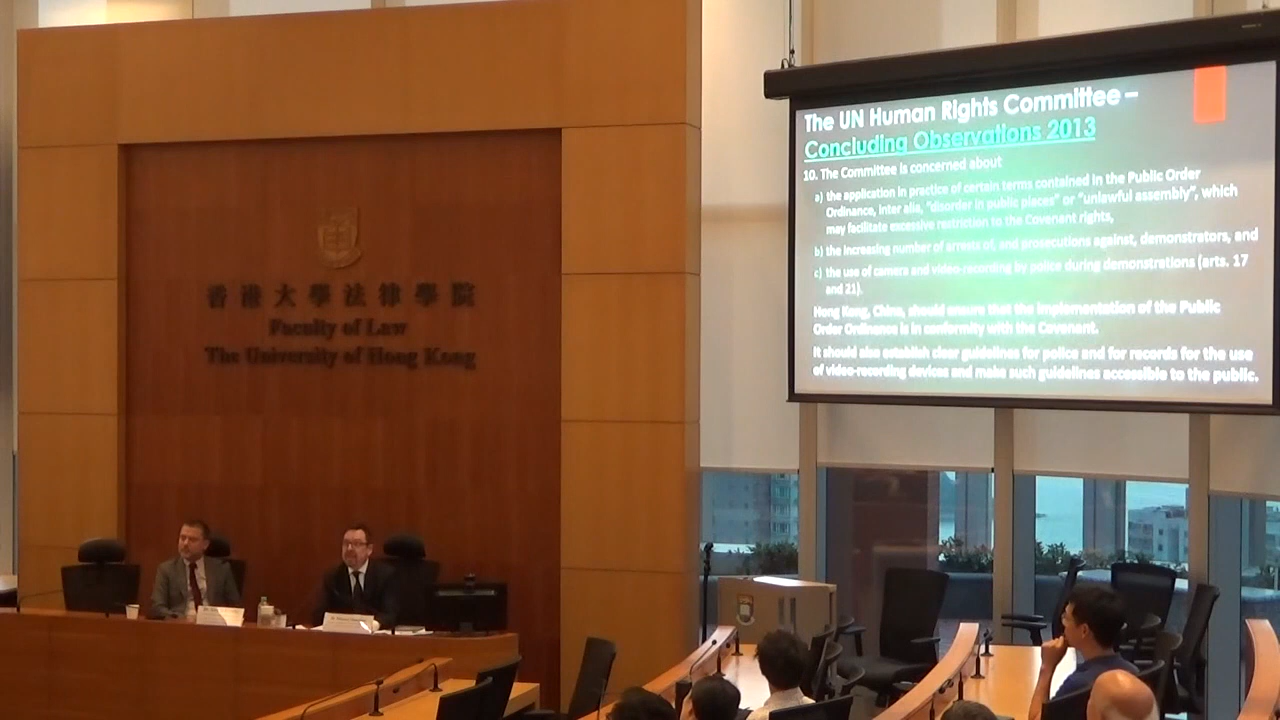 香港大學法律學院
Faculty of Law
The University of Hong Kong
The UN Human Rights Committee –
Concluding Observations 2013
10. The Committee is concerned about
a) the application in practice of certain terms contained in the Public Order
Ordinance, inter alia, "disorder in public places" or "unlawful assembly", which
may facilitate excessive restriction to the Covenant rights,
b) the increasing number of arrests of, and prosecutions against, demonstrators, and
c) the use of camera and video-recording by police during demonstrations (arts. 17
and 21).
Hong Kong, China, should ensure that the implementation of the Public
Order Ordinance is in conformity with the Covenant.
It should also establish clear guidelines for police and for records for the use
of video-recording devices and make such guidelines accessible to the public.